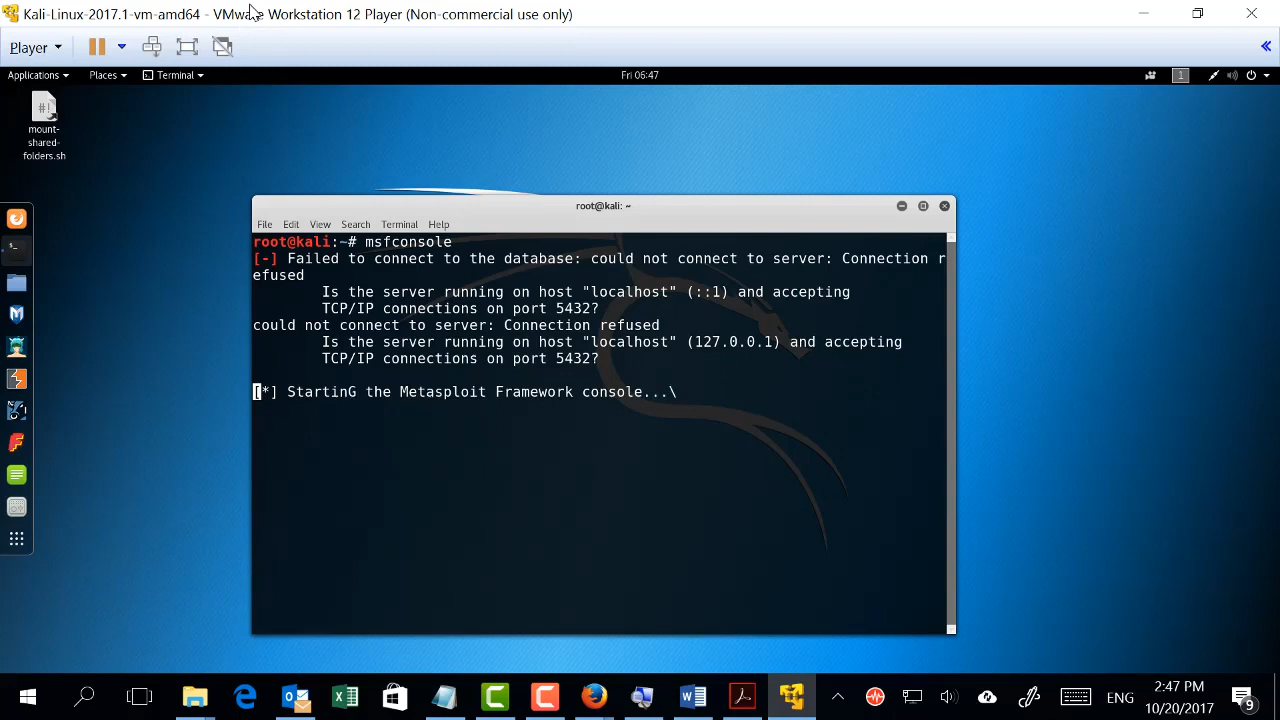 Kali-Linux-2017.1-vm-amd64 - VMware Workstation 12 Player (Non-commercial use only)
Player
Applications Places Terminal Fri 06:47 1
#!
mount-
shared-
folders.sh
root@kali: ~
File Edit View Search Terminal Help
root@kali:~# msfconsole
[-] Failed to connect to the database: could not connect to server: Connection r
efused
Is the server running on host "localhost" (::1) and accepting
TCP/IP connections on port 5432?
could not connect to server: Connection refused
Is the server running on host "localhost" (127.0.0.1) and accepting
TCP/IP connections on port 5432?
[*] StartinG the Metasploit Framework console...\
ENG
2:47 PM
10/20/2017
9